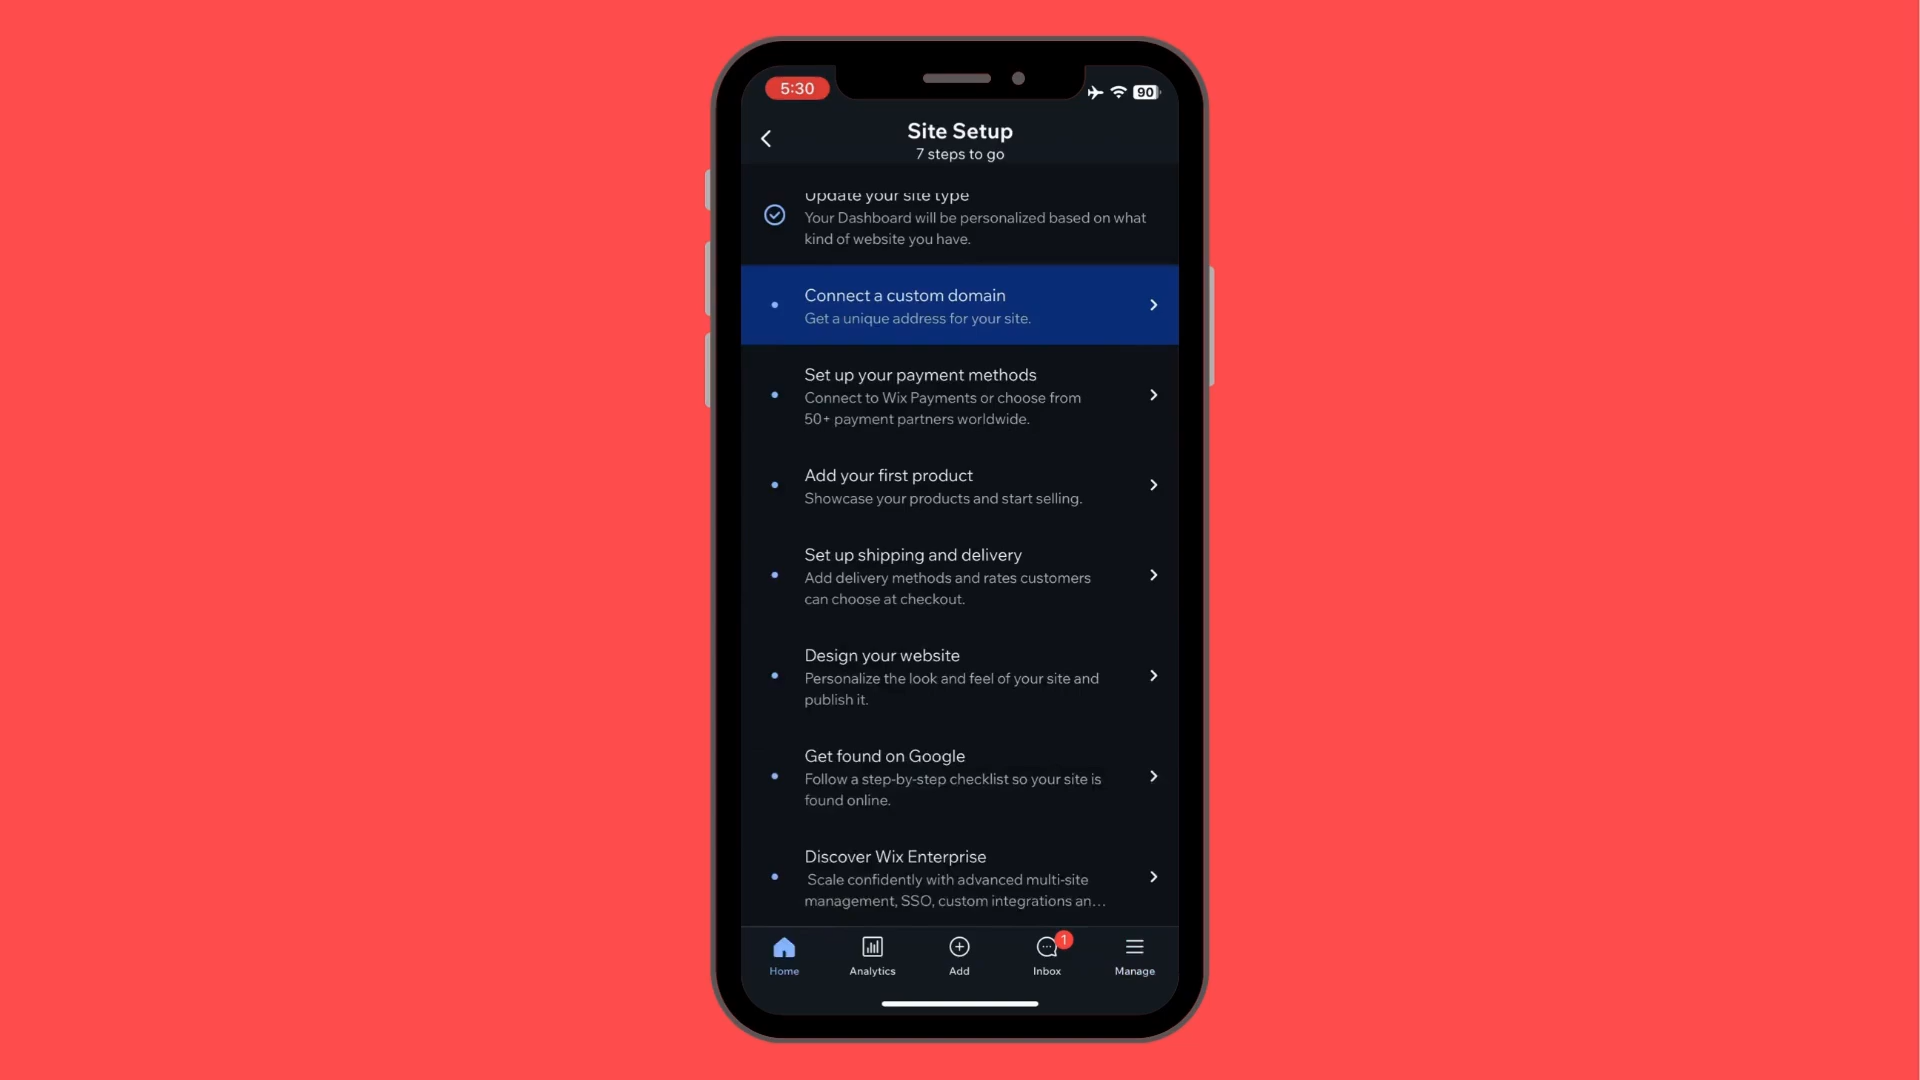 5:30
90
Site Setup
7 steps to go
Update your site type
Your Dashboard will be personalized based on what
kind of website you have.
Connect a custom domain
Get a unique address for your site.
Set up your payment methods
Connect to Wix Payments or choose from
50+ payment partners worldwide.
Add your first product
Showcase your products and start selling.
Set up shipping and delivery
Add delivery methods and rates customers
can choose at checkout.
Design your website
Personalize the look and feel of your site and
publish it.
Get found on Google
Follow a step-by-step checklist so your site is
found online.
Discover Wix Enterprise
Scale confidently with advanced multi-site
management, SSO, custom integrations an...
1
Home
Analytics
Add
Inbox
Manage